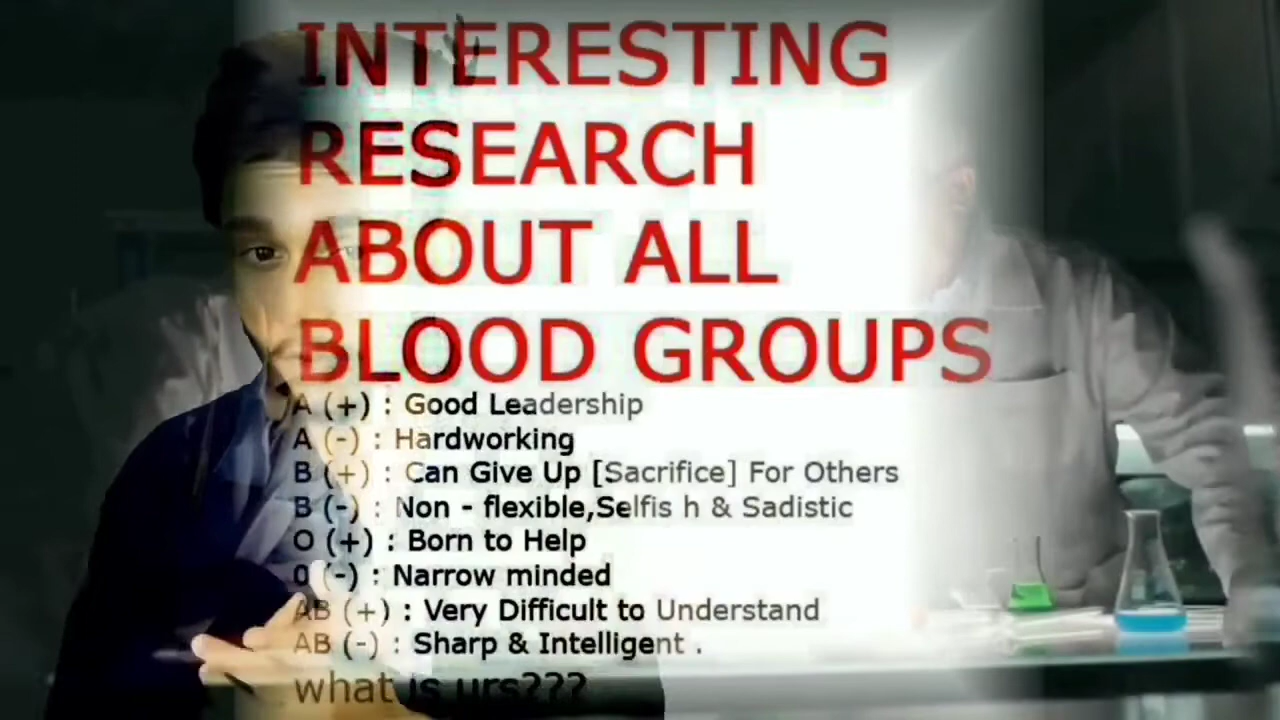 INTERESTING
RESEARCH
ABOUT ALL
BLOOD GROUPS
A (+) : Good Leadership
A (-) : Hardworking
B (+) : Can Give Up [Sacrifice] For Others
B (-) : Non - flexible,Selfis h & Sadistic
O (+) : Born to Help
0 (-) : Narrow minded
AB (+) : Very Difficult to Understand
AB (-) : Sharp & Intelligent .
what is urs???